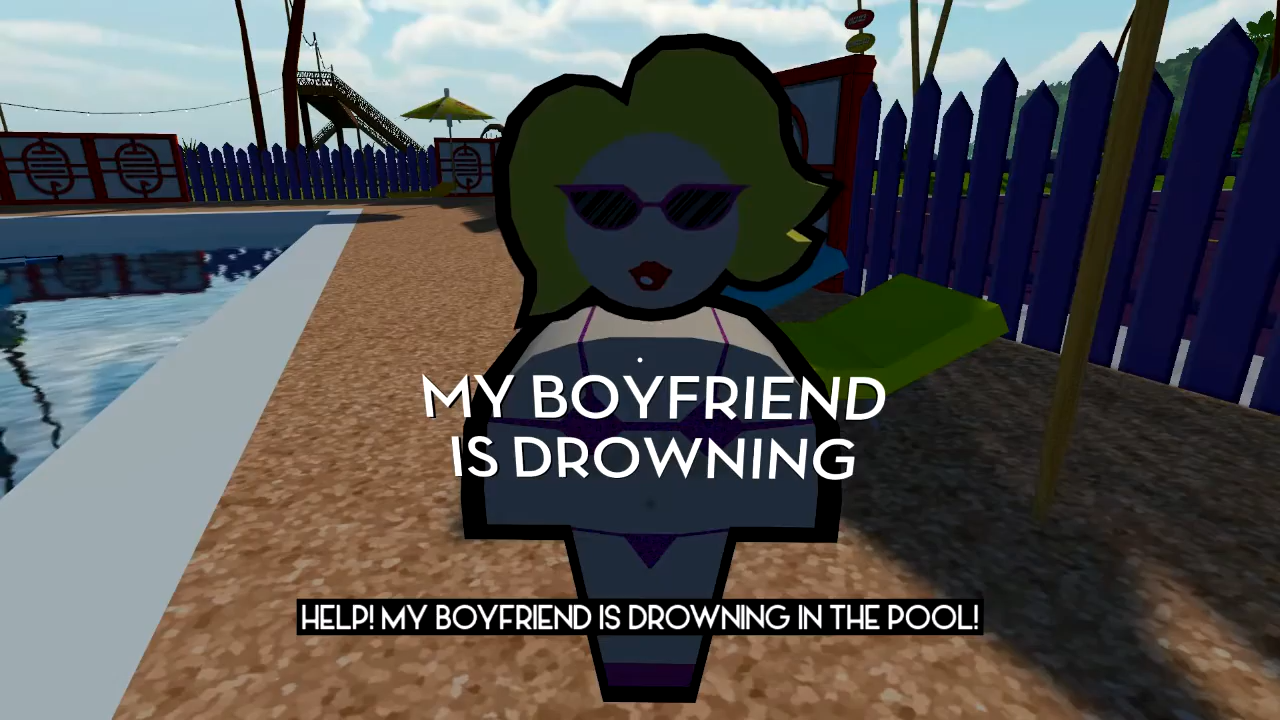 MY BOYFRIEND
IS DROWNING
HELP! MY BOYFRIEND IS DROWNING IN THE POOL!